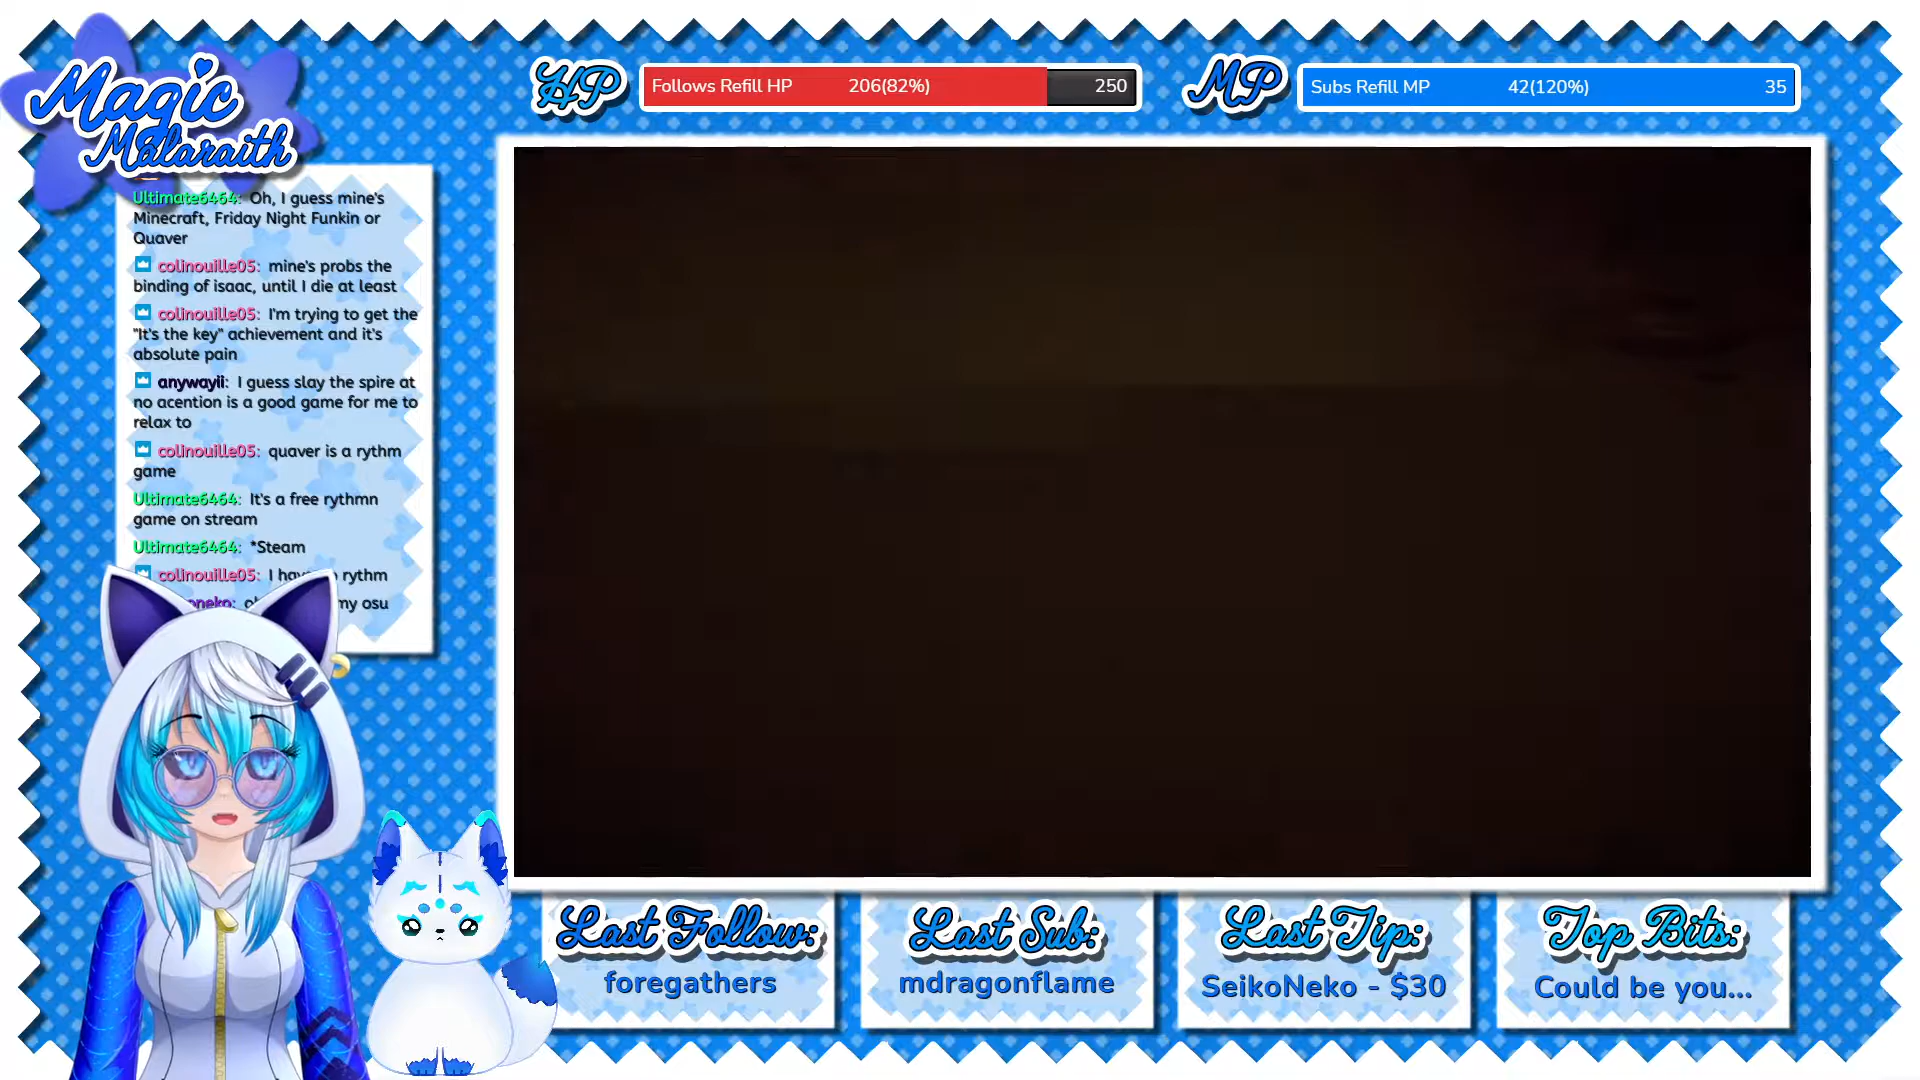 Magic
Malaraith
HP
Follows Refill HP 206(82%) 250
MP
Subs Refill MP 42(120%) 35
Ultimate6464: Oh, I guess mine's
Minecraft, Friday Night Funkin or
Quaver
colinouille05: mine's probs the
binding of isaac, until I die at least
colinouille05: I'm trying to get the
"It's the key" achievement and it's
absolute pain
anywayii: I guess slay the spire at
no acention is a good game for me to
relax to
colinouille05: quaver is a rythm
game
Ultimate6464: It's a free rythmn
game on stream
Ultimate6464: *Steam
colinouille05: I rythm
my osu
Last Follow:
foregathers
Last Sub:
mdragonflame
Last Tip:
SeikoNeko - $30
Top Bits:
Could be you...